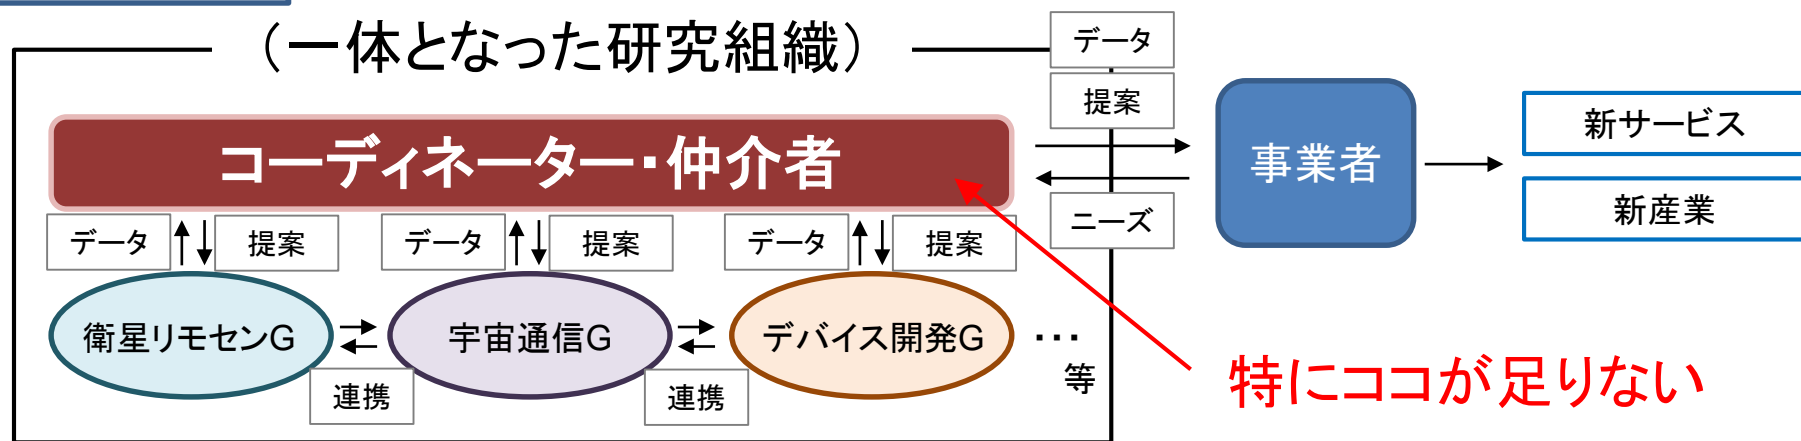 （一体となった研究組織）
データ
提案
コーディネーター・仲介者
事業者
新サービス
新産業
ニーズ
データ
提案
データ
提案
データ
提案
衛星リモセンG
宇宙通信G
デバイス開発G
…
等
連携
連携
特にココが足りない